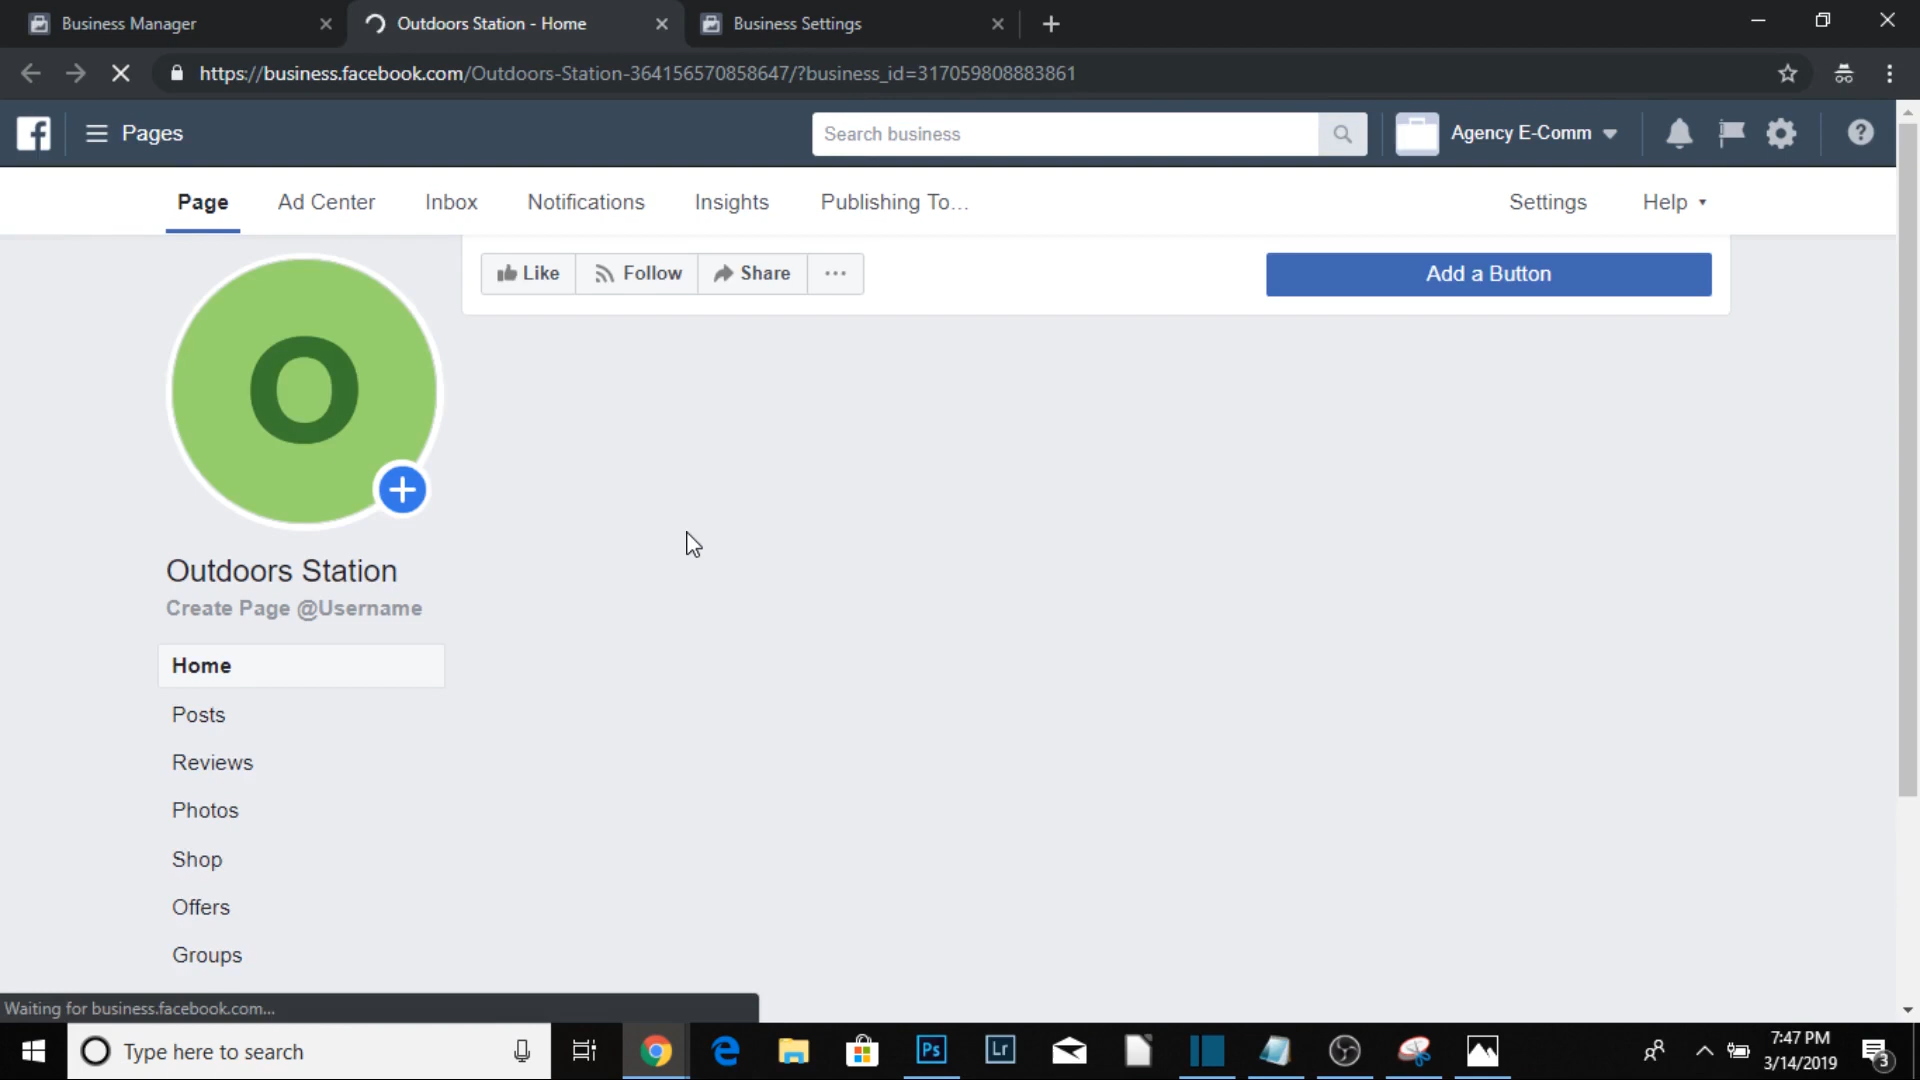 Business Manager
Outdoors Station - Home
Business Settings
https://business.facebook.com/Outdoors-Station-364156570858647/?business_id=317059808883861
Pages
Search business
Agency E-Comm
Page
Ad Center
Inbox
Notifications
Insights
Publishing To...
Settings
Help
Like
Follow
Share
Add a Button
O
Outdoors Station
Create Page @Username
Home
Posts
Reviews
Photos
Shop
Offers
Groups
Waiting for business.facebook.com...
Type here to search
Ps
Lr
7:47 PM
3/14/2019
3